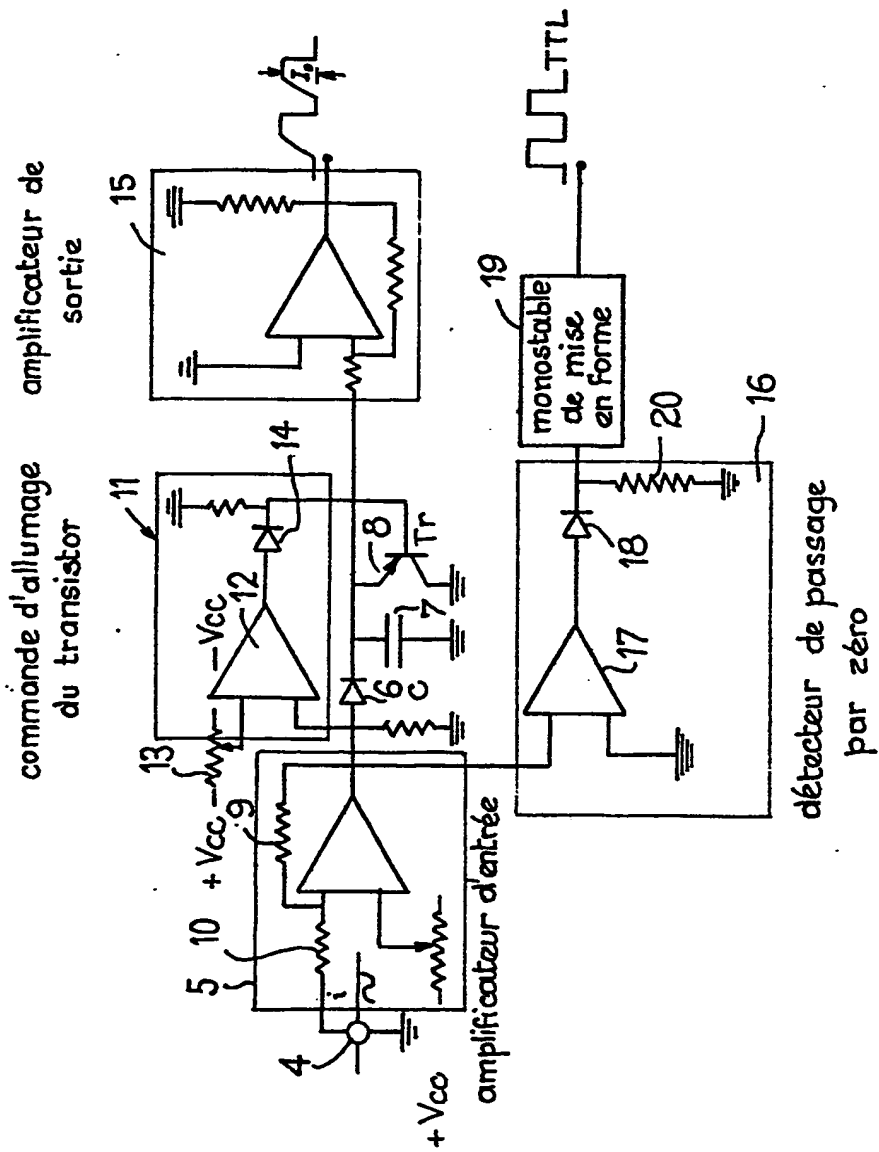 amplificateur de
sortie
15
I₀
commande d'allumage
du transistor
11
-Vcc
12
14
13
+Vcc
9
10
5
i
4
+Vcc
amplificateur d'entrée
6
C
7
8
Tr
TTL
19
monostable
de mise
en forme
20
16
18
17
détecteur de passage
par zéro